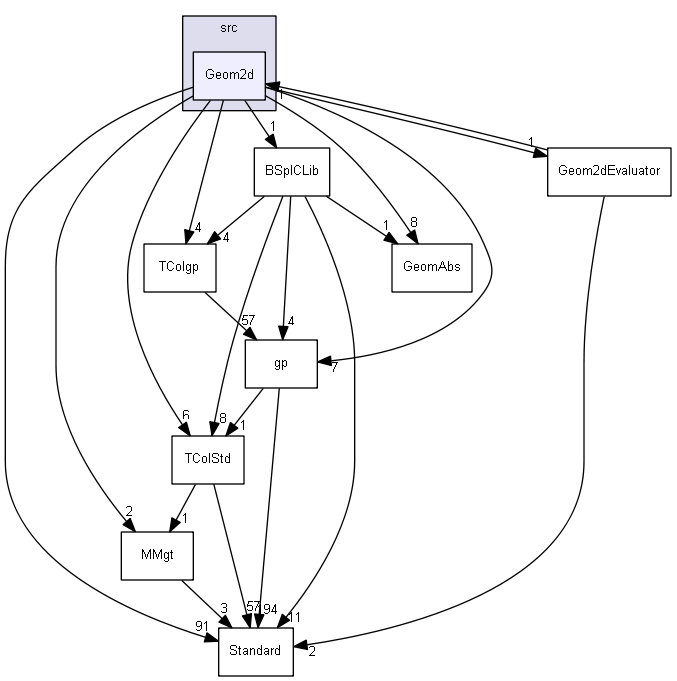 src
Geom2d
1
1
1
BSplCLib
Geom2dEvaluator
4
4
1
8
TColgp
GeomAbs
57
4
gp
7
6
8
1
TColStd
2
1
MMgt
3
57
94
11
91
Standard
2